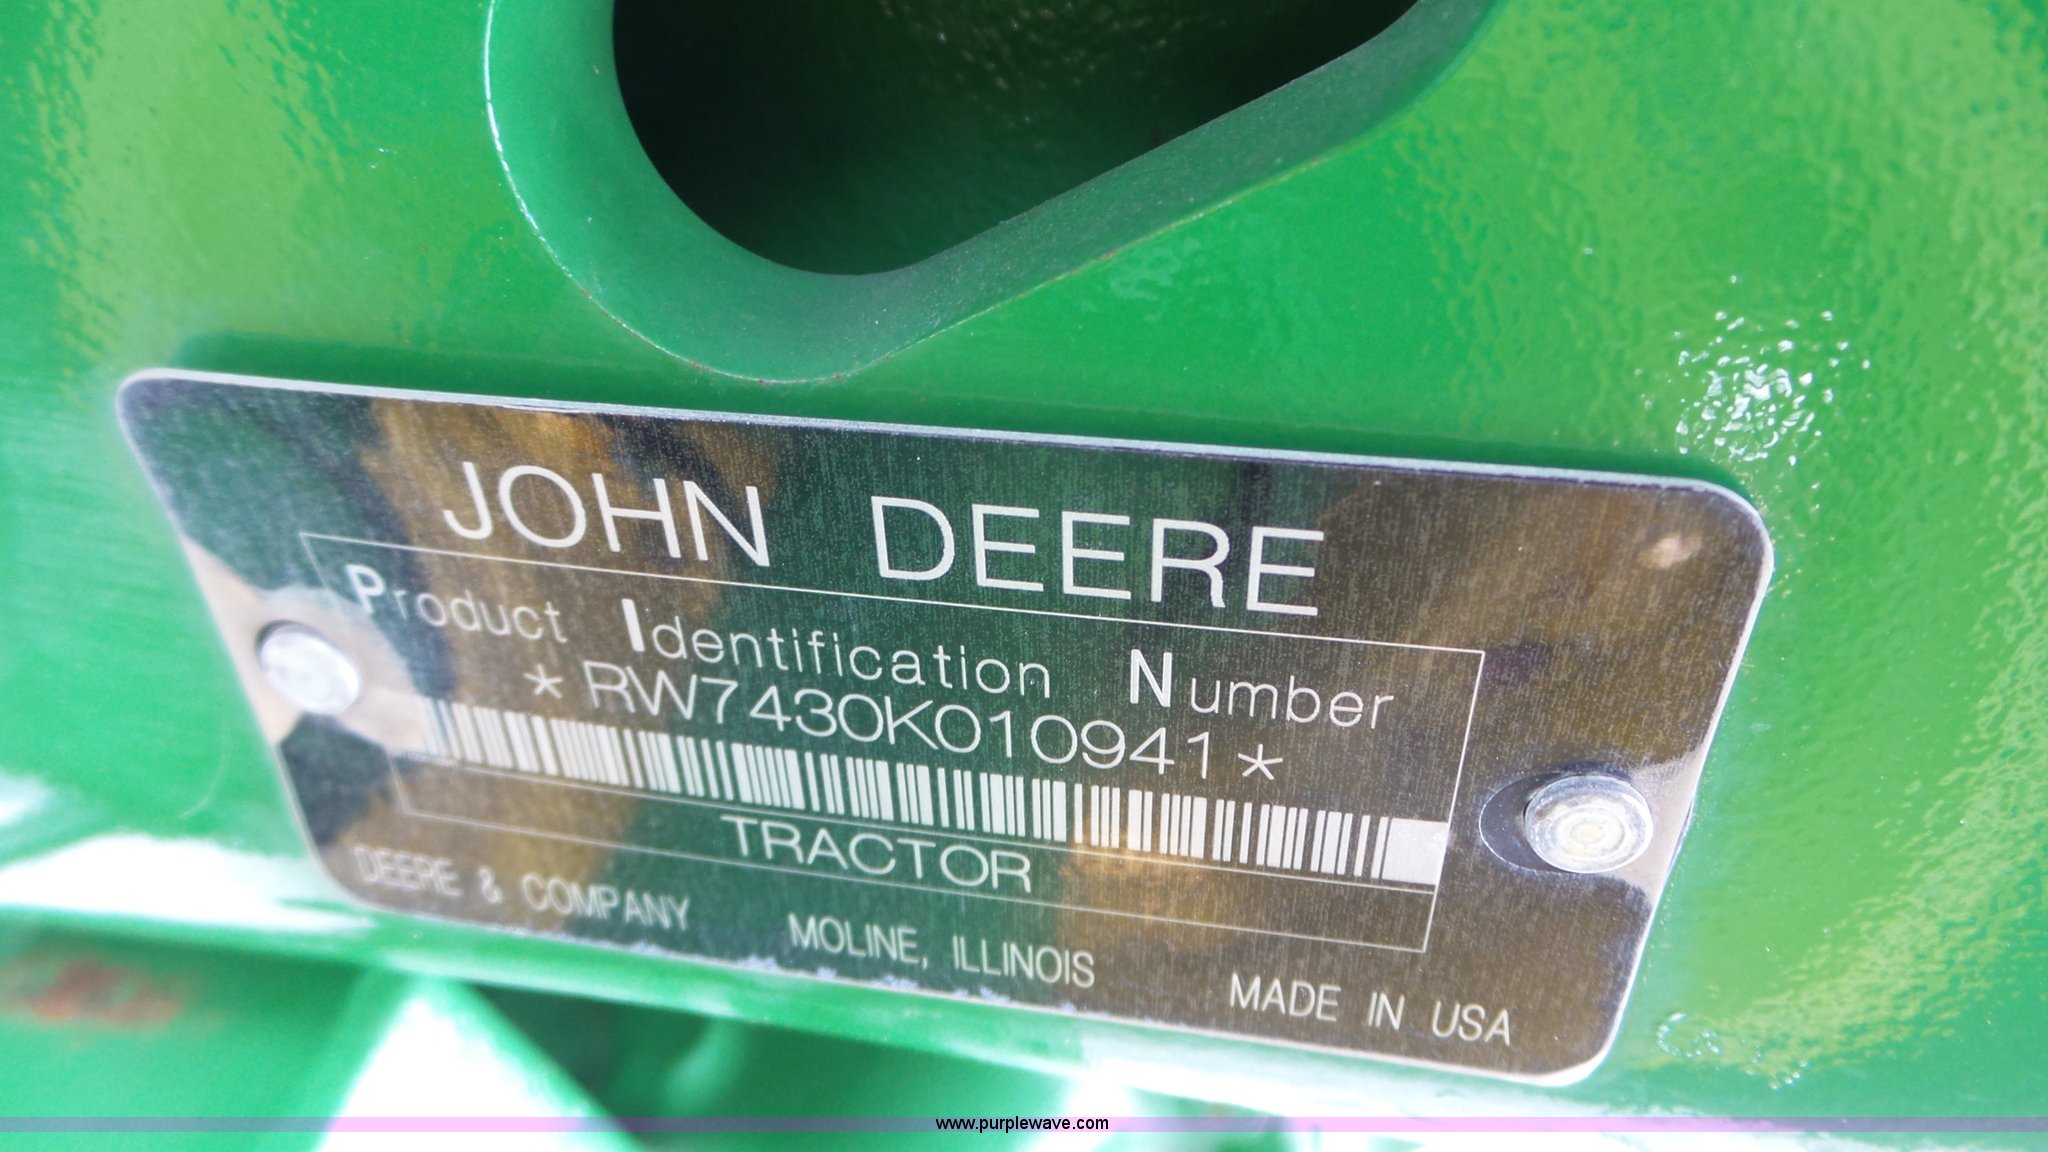 JOHN DEERE
Product Identification Number
*RW7430K010941*
TRACTOR
DEERE & COMPANY MOLINE, ILLINOIS MADE IN USA
www.purplewave.com